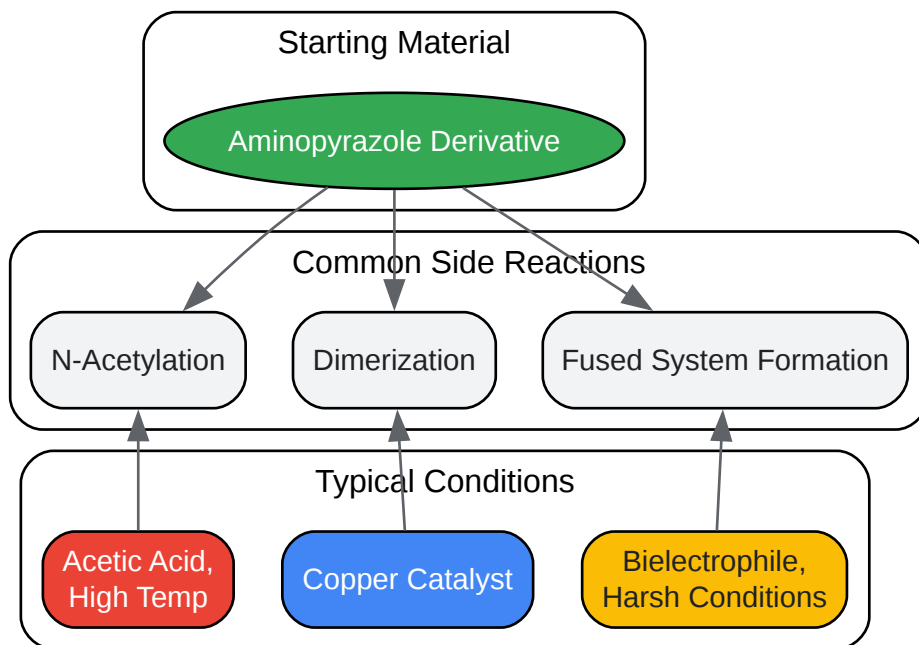 Starting Material
Aminopyrazole Derivative
Common Side Reactions
N-Acetylation
Dimerization
Fused System Formation
Typical Conditions
Acetic Acid,
High Temp
Copper Catalyst
Bielectrophile,
Harsh Conditions